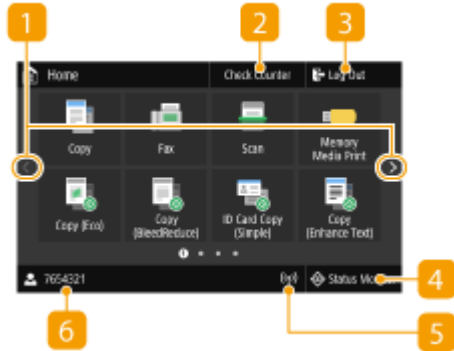 1
2
3
Home
Check Counter
Log Out
Copy
Fax
Scan
Memory
Media Print
Copy (Eco)
Copy
(BleedReduce)
ID Card Copy
(Simple)
Copy
(Enhance Text)
1
7654321
Status Mo
4
5
6